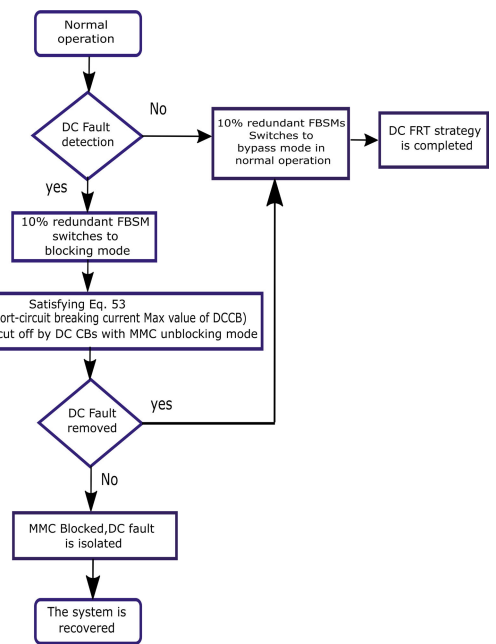 Normal
operation
DC Fault
detection
No
10% redundant FBSMs
Switches to
bypass mode in
normal operation
DC FRT strategy
is completed
yes
10% redundant FBSM
switches to
blocking mode
Satisfying Eq. 53
ort-circuit breaking current Max value of DCCB)
cut off by DC CBs with MMC unblocking mode
DC Fault
removed
yes
No
MMC Blocked,DC fault
is isolated
The system is
recovered